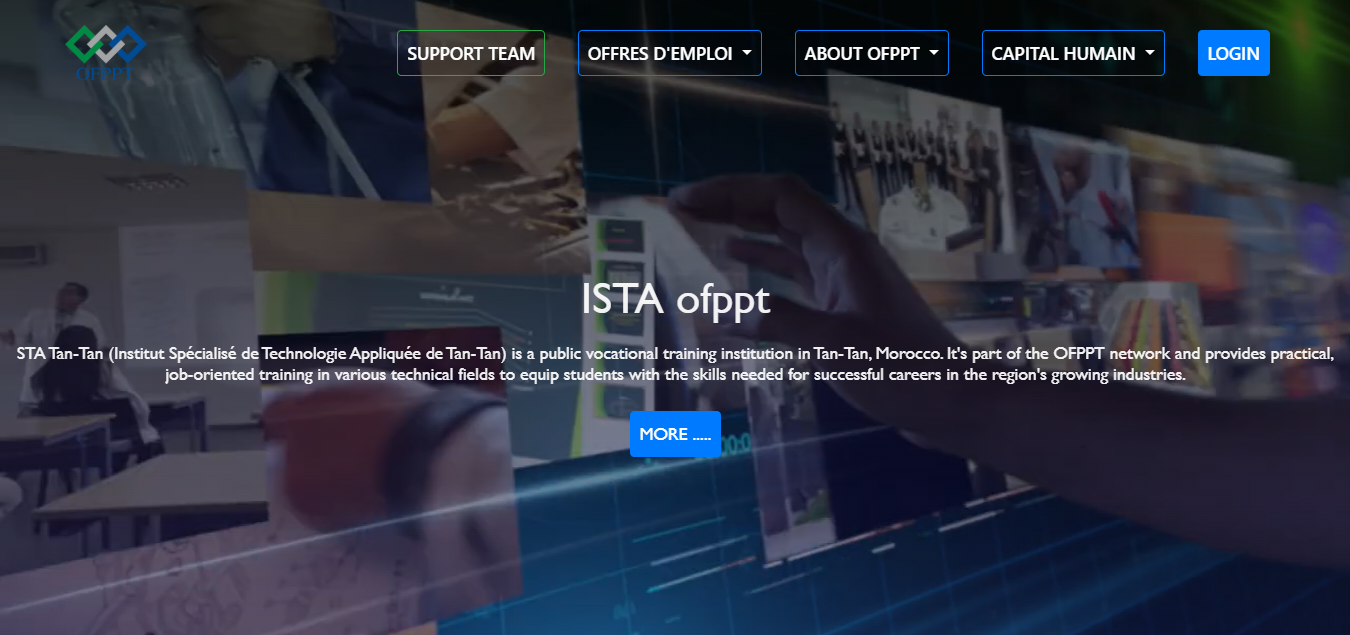 OFPPT
SUPPORT TEAM
OFFRES D'EMPLOI
ABOUT OFPPT
CAPITAL HUMAIN
LOGIN
ISTA ofppt
STA Tan-Tan (Institut Spécialisé de Technologie Appliquée de Tan-Tan) is a public vocational training institution in Tan-Tan, Morocco. It's part of the OFPPT network and provides practical,
job-oriented training in various technical fields to equip students with the skills needed for successful careers in the region's growing industries.
MORE .....